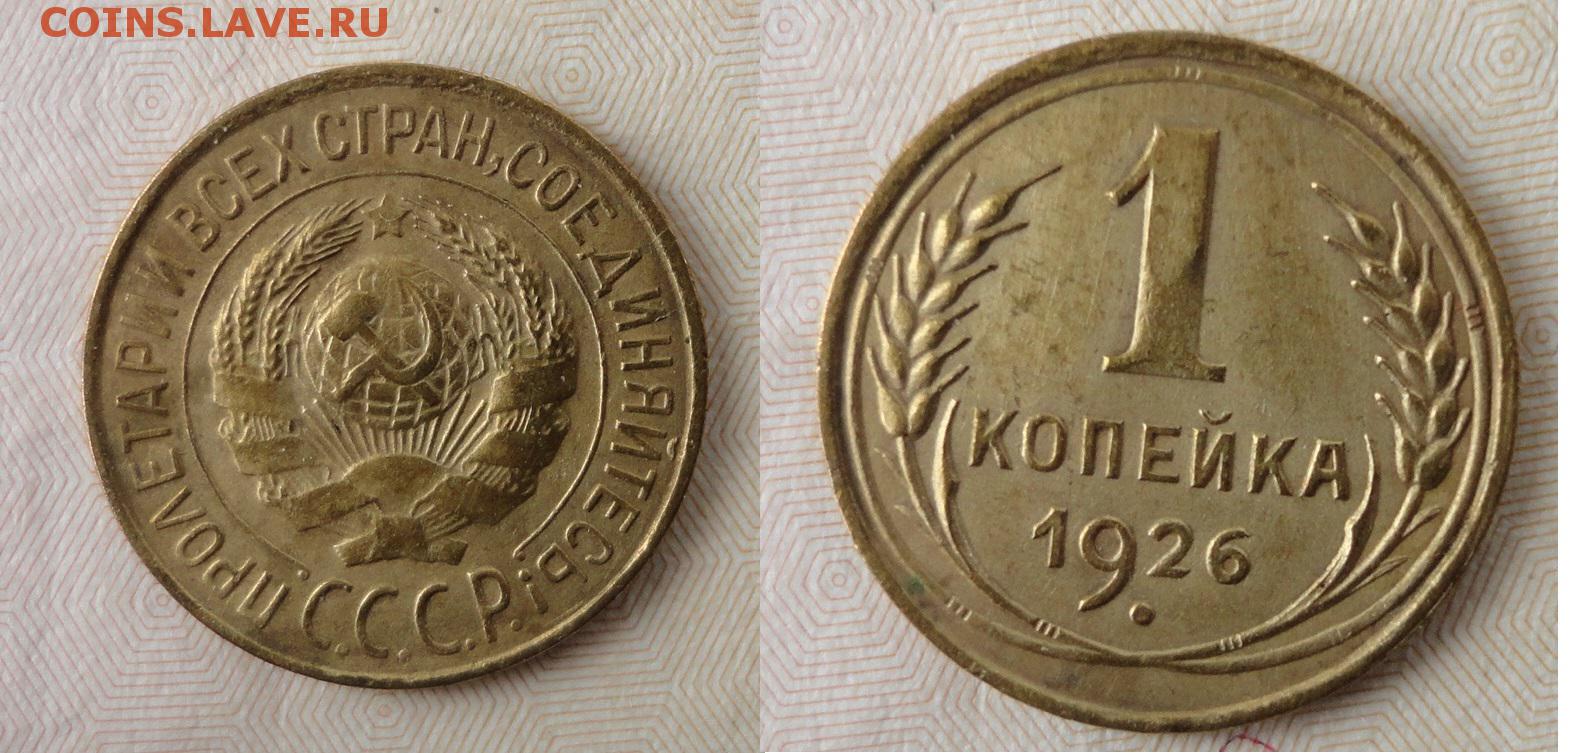 COINS.LAVE.RU
ПРОЛЕТАРИИ ВСЕХ СТРАН, СОЕДИНЯЙТЕСЬ!
С.С.С.Р.
1
КОПЕЙКА
1926